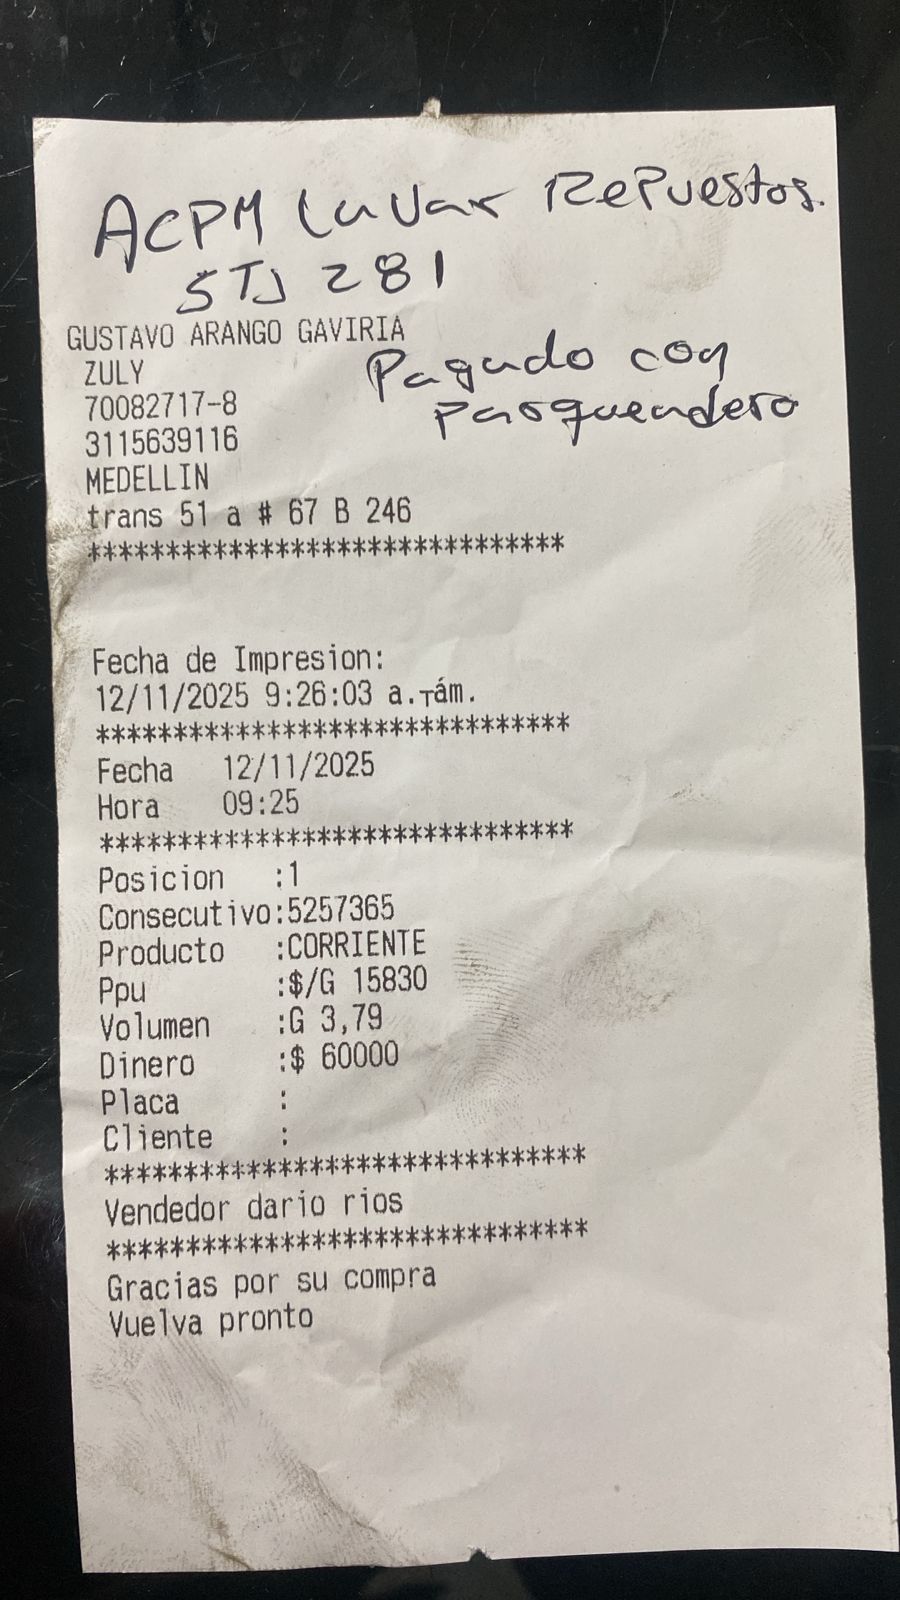 ACPM Lavar Repuestos.
STJ 281
GUSTAVO ARANGO GAVIRIA
ZULY
Pagado con
70082717-8
Parqueadero
3115639116
MEDELLIN
trans 51 a # 67 B 246
*******************************
Fecha de Impresion:
12/11/2025 9:26:03 a.┬ám.
*******************************
Fecha 12/11/2025
Hora 09:25
*******************************
Posicion :1
Consecutivo:5257365
Producto :CORRIENTE
Ppu :$/G 15830
Volumen :G 3,79
Dinero :$ 60000
Placa :
Cliente :
*******************************
Vendedor dario rios
*******************************
Gracias por su compra
Vuelva pronto